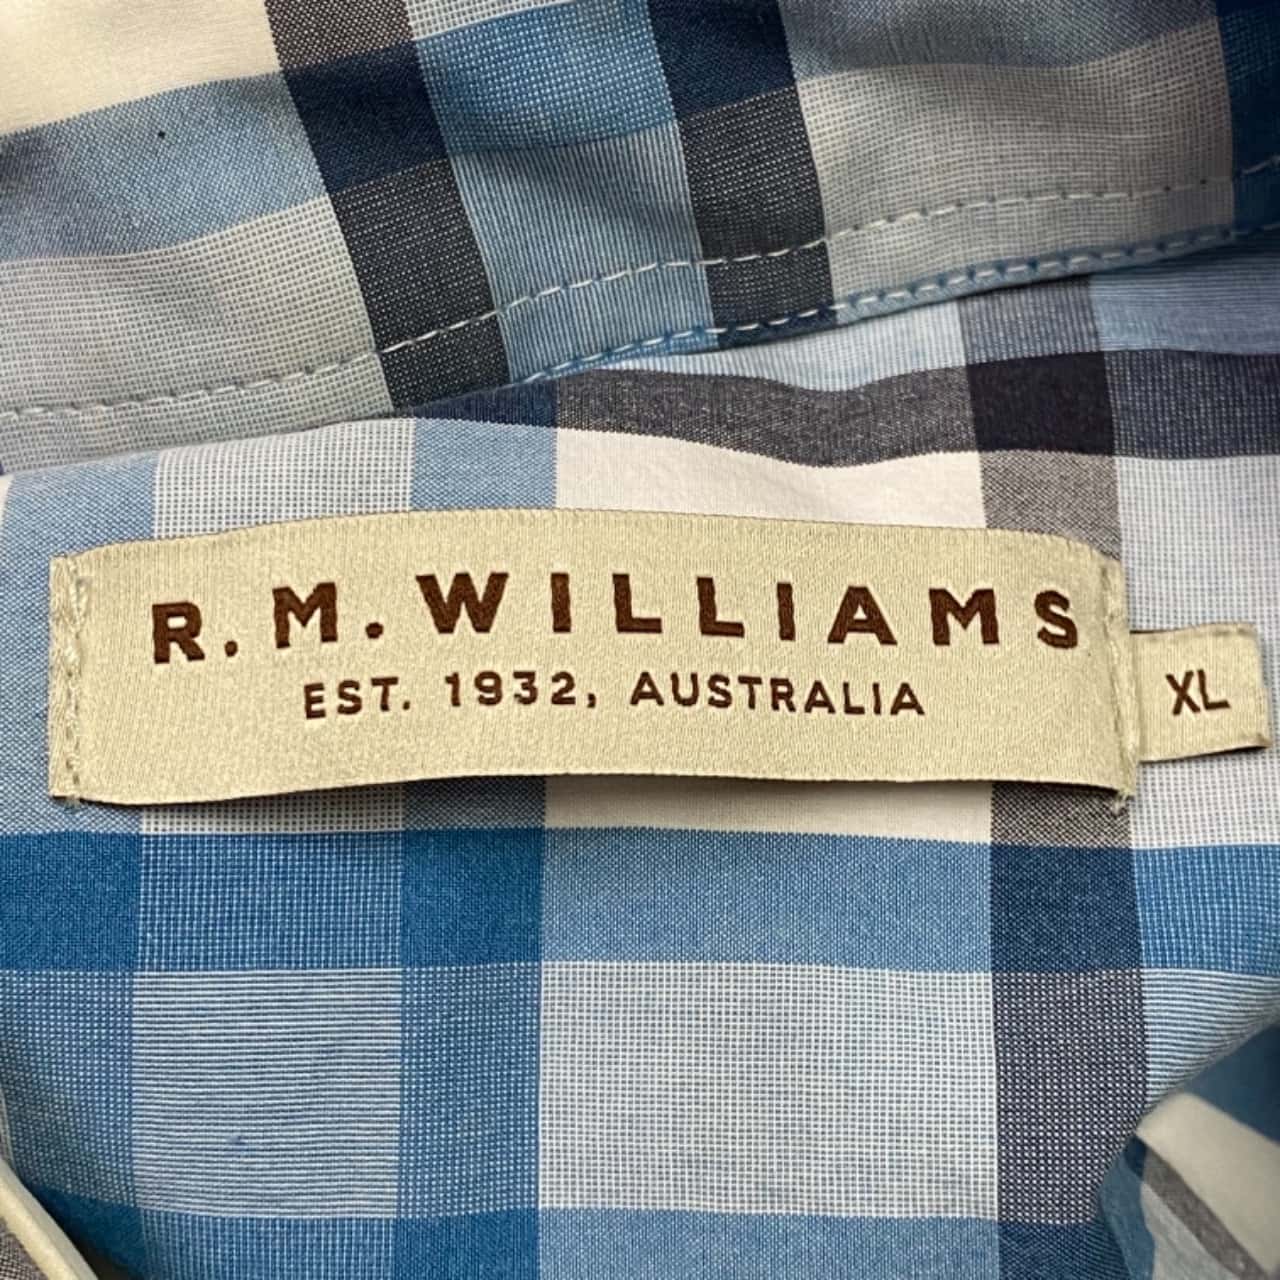 R.M.WILLIAMS
EST. 1932, AUSTRALIA
XL